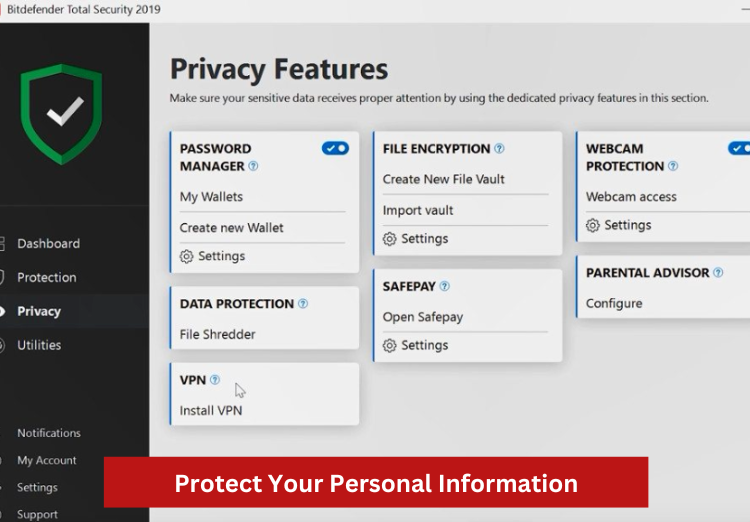 Bitdefender Total Security 2019
Privacy Features
Make sure your sensitive data receives proper attention by using the dedicated privacy features in this section.
PASSWORD
MANAGER ?
My Wallets
Create new Wallet
Settings
DATA PROTECTION ?
File Shredder
VPN ?
Install VPN
FILE ENCRYPTION ?
Create New File Vault
Import vault
Settings
SAFEPAY ?
Open Safepay
Settings
WEBCAM
PROTECTION ?
Webcam access
Settings
PARENTAL ADVISOR ?
Configure
Dashboard
Protection
Privacy
Utilities
Notifications
My Account
Settings
Support
Protect Your Personal Information